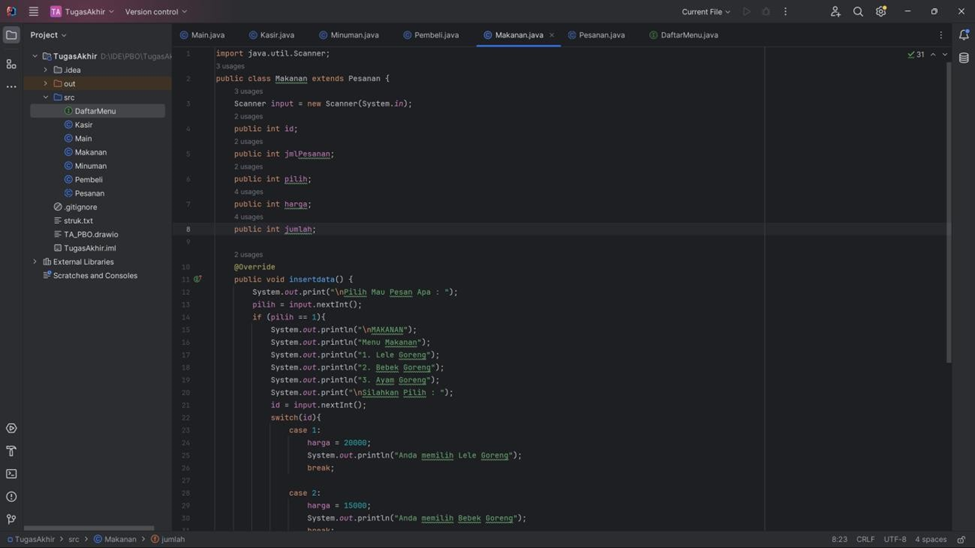 TA TugasAkhir Version control Current File
Project
Main.java Kasir.java Minuman.java Pembeli.java Makanan.java Pesanan.java DaftarMenu.java
TugasAkhir D:\IDE\PBO\TugasAk
.idea
out
src
DaftarMenu
Kasir
Main
Makanan
Minuman
Pembeli
Pesanan
.gitignore
struk.txt
TA_PBO.drawio
TugasAkhir.iml
External Libraries
Scratches and Consoles
31
1 import java.util.Scanner;
3 usages
2 public class Makanan extends Pesanan {
3 usages
3 Scanner input = new Scanner(System.in);
2 usages
4 public int id;
2 usages
5 public int jmlPesanan;
2 usages
6 public int pilih;
4 usages
7 public int harga;
4 usages
8 public int jumlah;
9
2 usages
10 @Override
11 public void insertdata() {
12 System.out.print("\nPilih Mau Pesan Apa : ");
13 pilih = input.nextInt();
14 if (pilih == 1){
15 System.out.println("\nMAKANAN");
16 System.out.println("Menu Makanan");
17 System.out.println("1. Lele Goreng");
18 System.out.println("2. Bebek Goreng");
19 System.out.println("3. Ayam Goreng");
20 System.out.print("\nSilahkan Pilih : ");
21 id = input.nextInt();
22 switch(id){
23 case 1:
24 harga = 20000;
25 System.out.println("Anda memilih Lele Goreng");
26 break;
27
28 case 2:
29 harga = 15000;
30 System.out.println("Anda memilih Bebek Goreng");
TugasAkhir src Makanan jumlah 8:23 CRLF UTF-8 4 spaces